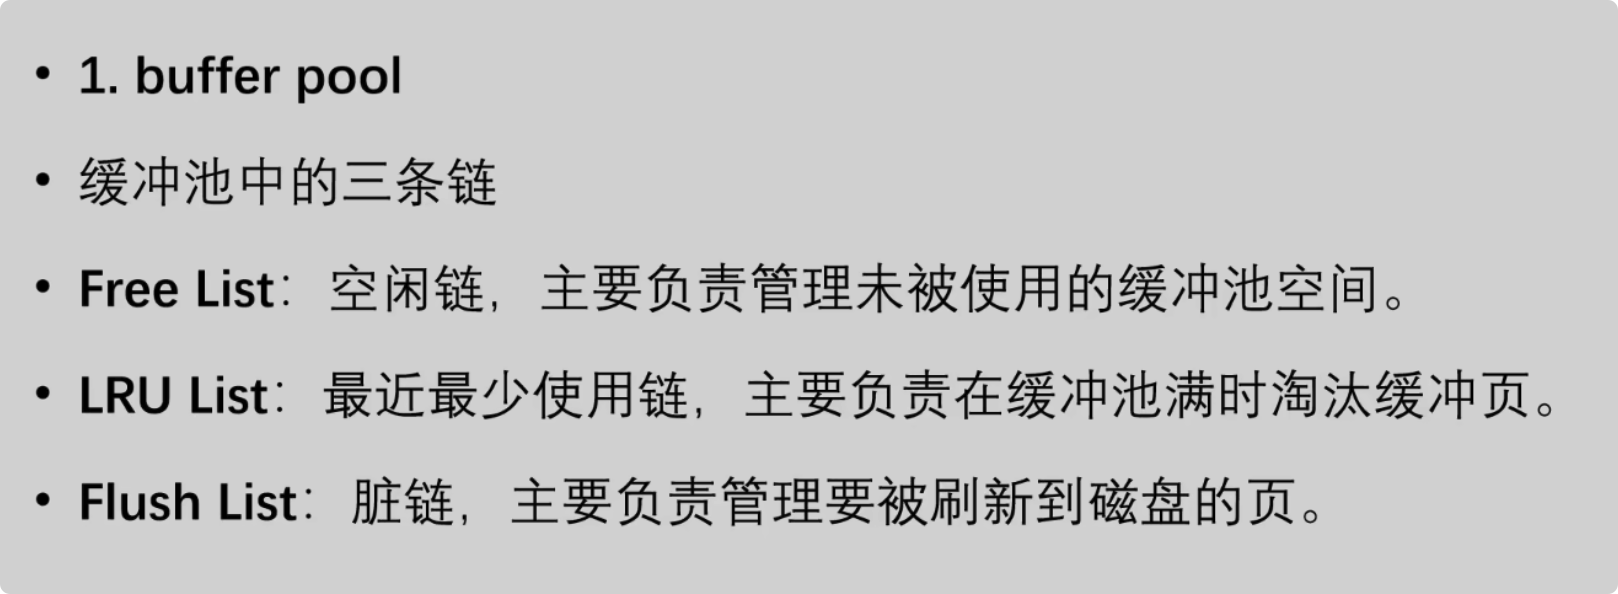 • 1. buffer pool
• 缓冲池中的三条链
• Free List：空闲链，主要负责管理未被使用的缓冲池空间。
• LRU List：最近最少使用链，主要负责在缓冲池满时淘汰缓冲页。
• Flush List：脏链，主要负责管理要被刷新到磁盘的页。